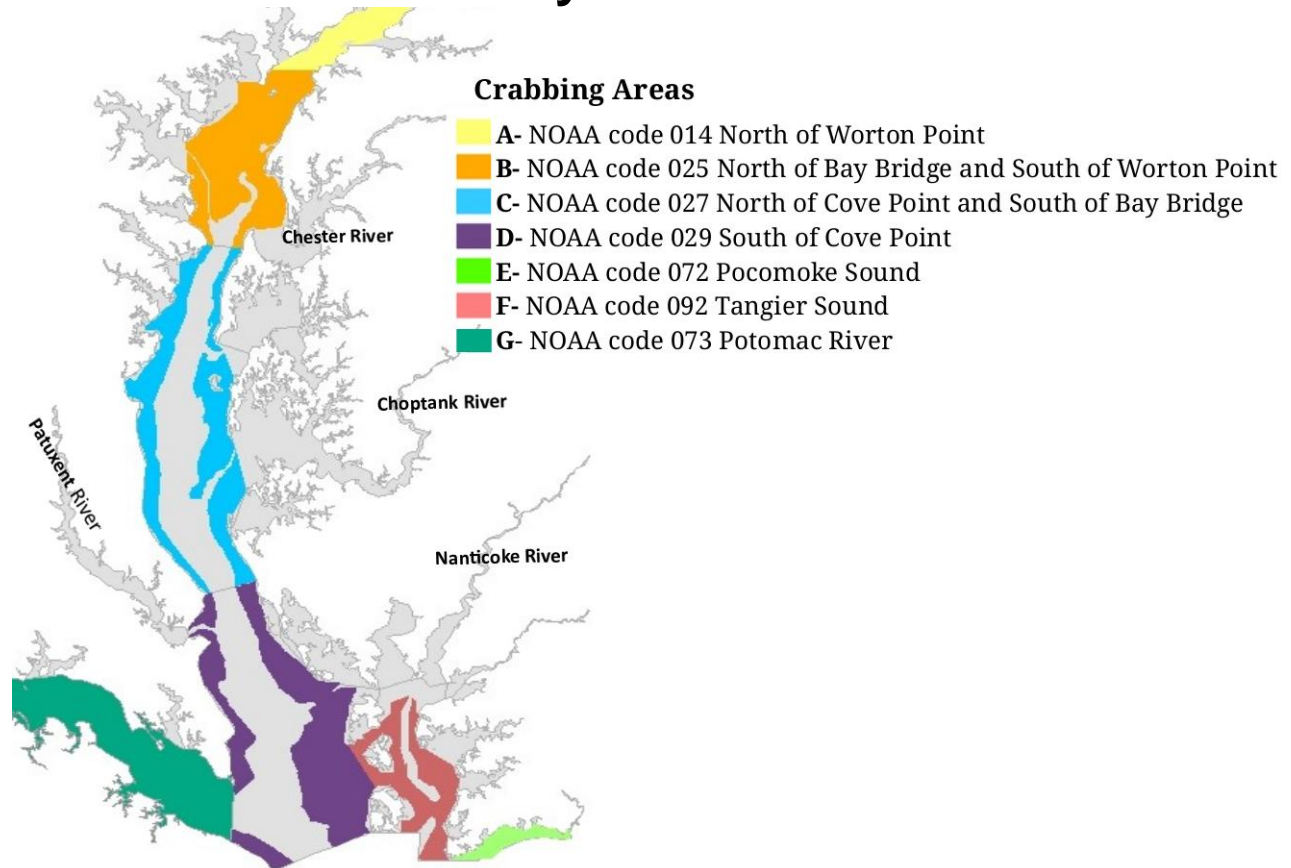 Crabbing Areas
A- NOAA code 014 North of Worton Point
B- NOAA code 025 North of Bay Bridge and South of Worton Point
C- NOAA code 027 North of Cove Point and South of Bay Bridge
D- NOAA code 029 South of Cove Point
E- NOAA code 072 Pocomoke Sound
F- NOAA code 092 Tangier Sound
G- NOAA code 073 Potomac River
Chester River
Choptank River
Patuxent River
Nanticoke River